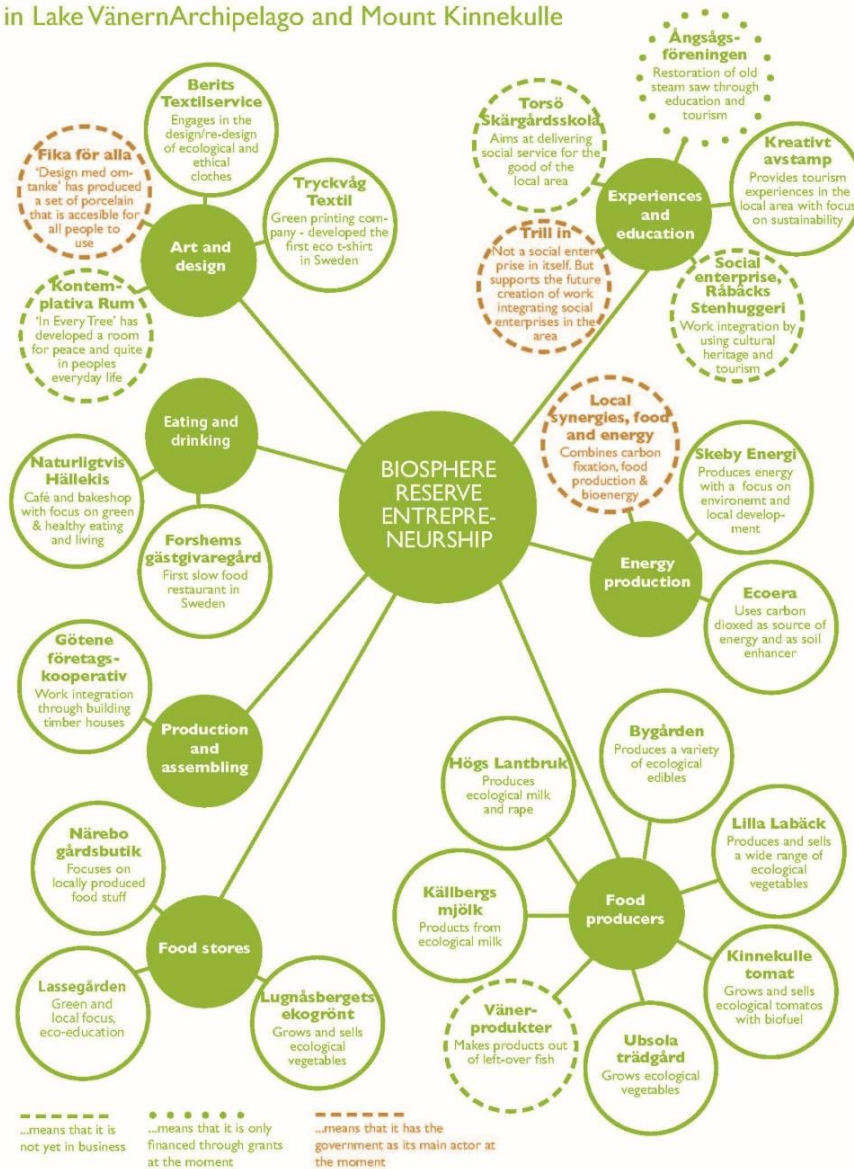 in Lake VänernArchipelago and Mount Kinnekulle
Berits
Textilservice
Engages in the
design/re-design
of ecological and
ethical
clothes
Fika för alla
'Design med om-
tanke' has produced
a set of porcelain
that is accesible for
all people to
use
Tryckvåg
Textil
Green printing com-
pany - developed the
first eco t-shirt
in Sweden
Art and
design
Kontem-
plativa Rum
'In Every Tree' has
developed a room
for peace and quite
in peoples
everyday life
Ångsågs-
föreningen
Restoration of old
steam saw through
education and
tourism
Torsö
Skärgårdsskola
Aims at delivering
social service for the
good of the
local area
Kreativt
avstamp
Provides tourism
experiences in the
local area with focus
on sustainability
Experiences
and
education
Trill in
Not a social enter-
prise in itself. But
supports the future
creation of work
integrating social
enterprises in the
area
Social
enterprise,
Råbäcks
Stenhuggeri
Work integration by
using cultural
heritage and
tourism
Eating and
drinking
Naturligtvis
Hällekis
Café and bakeshop
with focus on green
& healthy eating
and living
Forshems
gästgivaregård
First slow food
restaurant in
Sweden
BIOSPHERE
RESERVE
ENTREPRE-
NEURSHIP
Local
synergies, food
and energy
Combines carbon
fixation, food
production &
bioenergy
Skeby Energi
Produces energy
with a focus on
environemt and
local develop-
ment
Energy
production
Ecoera
Uses carbon
dioxed as source of
energy and as soil
enhancer
Götene
företags-
kooperativ
Work integration
through building
timber houses
Production
and
assembling
Högs Lantbruk
Produces
ecological milk
and rape
Bygården
Produces a variety
of ecological
edibles
Lilla Labäck
Produces and sells
a wide range of
ecological
vegetables
Källbergs
mjölk
Products from
ecological milk
Food
producers
Kinnekulle
tomat
Grows and sells
ecological tomatos
with biofuel
Väner-
produkter
Makes products out
of left-over fish
Ubsola
trädgård
Grows ecological
vegetables
Närebo
gårdsbutik
Focuses on
locally produced
food stuff
Food stores
Lassegården
Green and
local focus,
eco-education
Lugnåsbergets
ekogrönt
Grows and sells
ecological
vegetables
...means that it is
not yet in business
...means that it is only
financed through grants
at the moment
...means that it has the
government as its main actor at
the moment